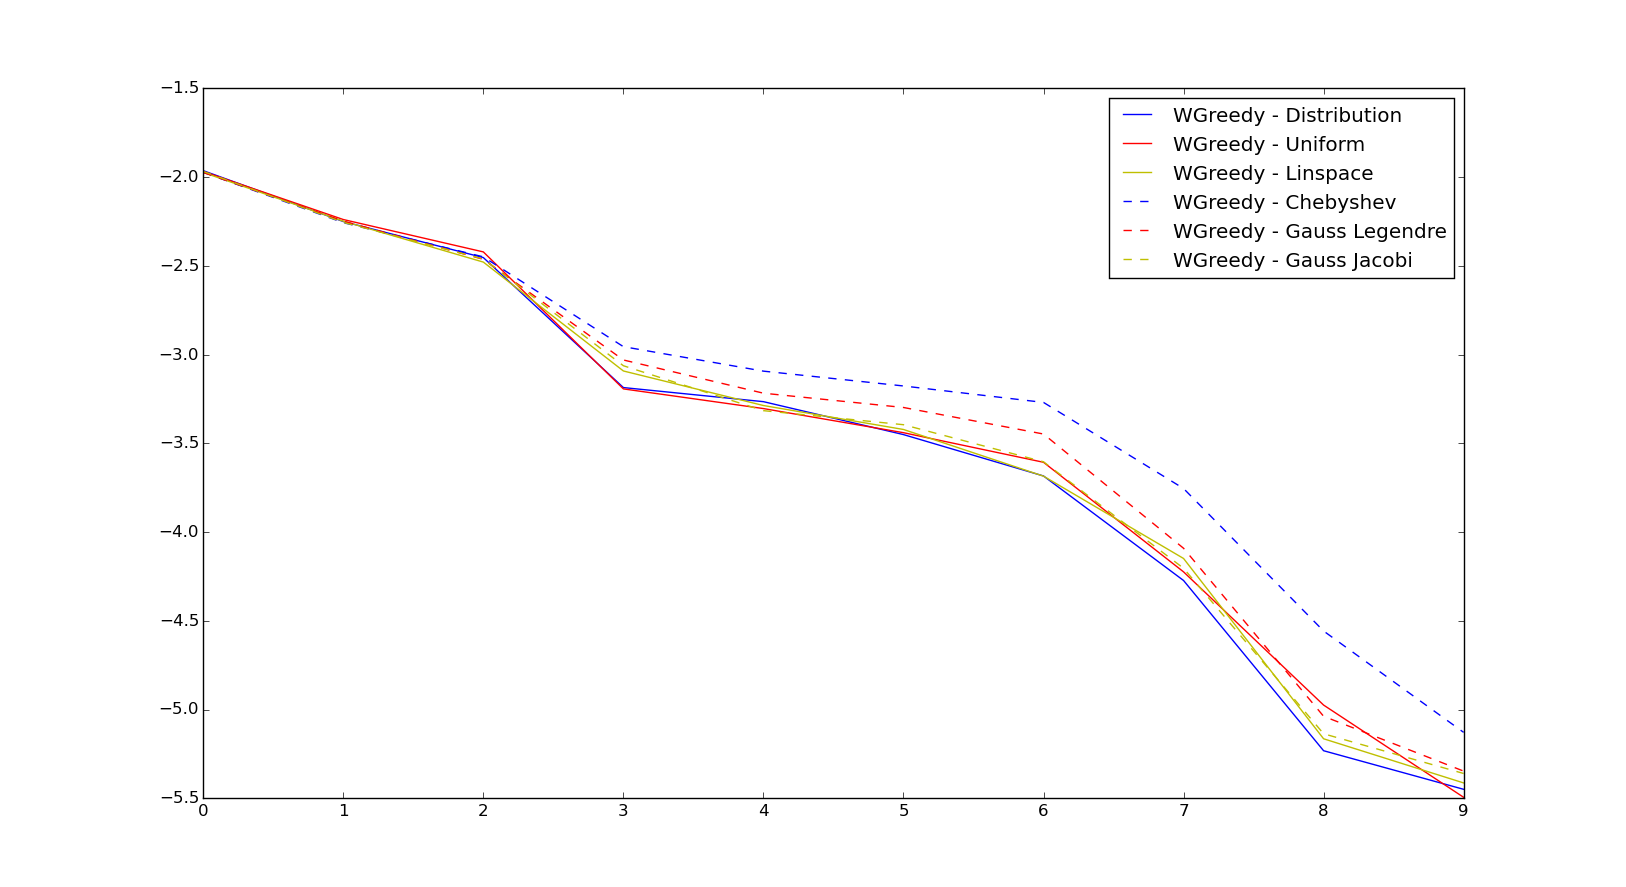 −1.5
−2.0
−2.5
−3.0
−3.5
−4.0
−4.5
−5.0
−5.5
0 1 2 3 4 5 6 7 8 9
WGreedy - Distribution
WGreedy - Uniform
WGreedy - Linspace
WGreedy - Chebyshev
WGreedy - Gauss Legendre
WGreedy - Gauss Jacobi